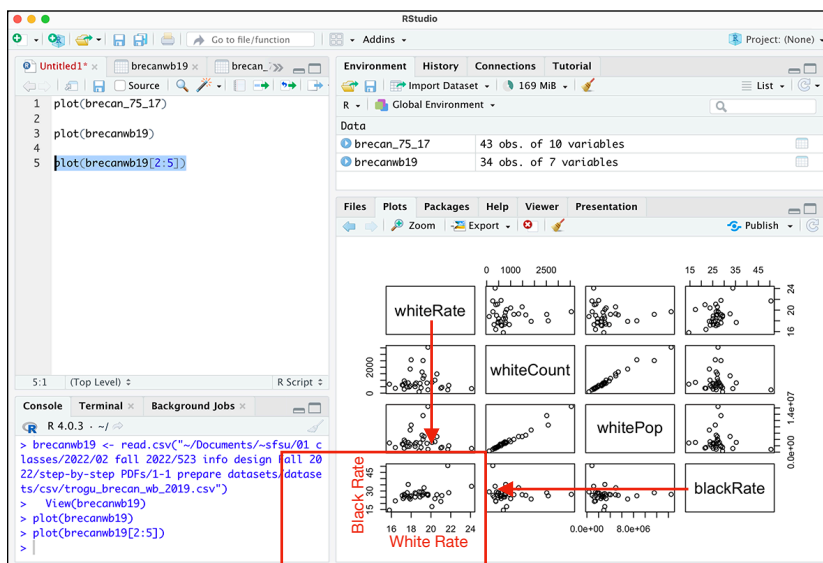 RStudio
Go to file/function
Addins
Project: (None)
Untitled1*
brecanwb19
brecan_
Source
1 plot(brecan_75_17)
2
3 plot(brecanwb19)
4
5 plot(brecanwb19[2:5])
5:1 (Top Level) R Script
Console Terminal Background Jobs
R 4.0.3 · ~/
> brecanwb19 <- read.csv("~/Documents/~sfsu/01 c
lasses/2022/02 fall 2022/523 info design Fall 20
22/step-by-step PDFs/1-1 prepare datasets/datase
ts/csv/trogu_brecan_wb_2019.csv")
> View(brecanwb19)
> plot(brecanwb19)
> plot(brecanwb19[2:5])
>
Environment History Connections Tutorial
Import Dataset 169 MiB List
R Global Environment
Data
brecan_75_17 43 obs. of 10 variables
brecanwb19 34 obs. of 7 variables
Files Plots Packages Help Viewer Presentation
Zoom Export Publish
0 1000 2500 15 25 35 45
whiteRate 16 20 24
0 2000 whiteCount
whitePop 0.0e+00 1.4e+07
15 30 45 blackRate
16 18 20 22 24 0.0e+00 8.0e+06
Black Rate
White Rate